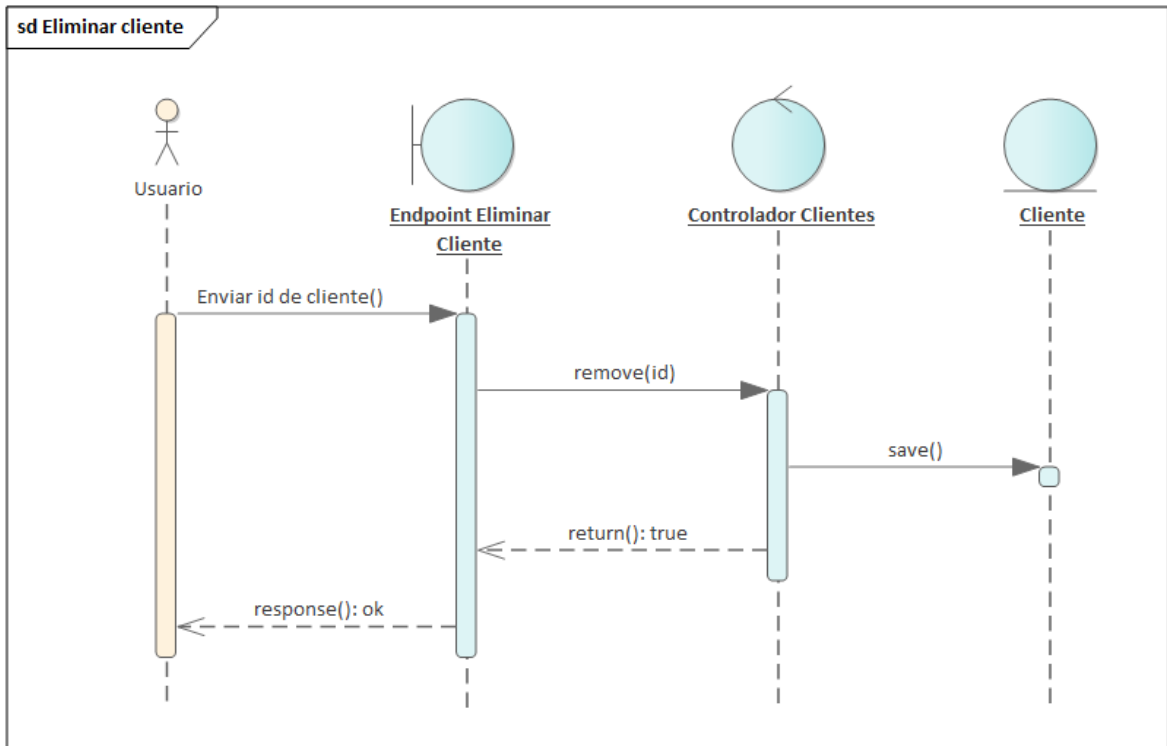 sd Eliminar cliente
Usuario
Endpoint Eliminar
Cliente
Controlador Clientes
Cliente
Enviar id de cliente()
remove(id)
save()
return(): true
response(): ok